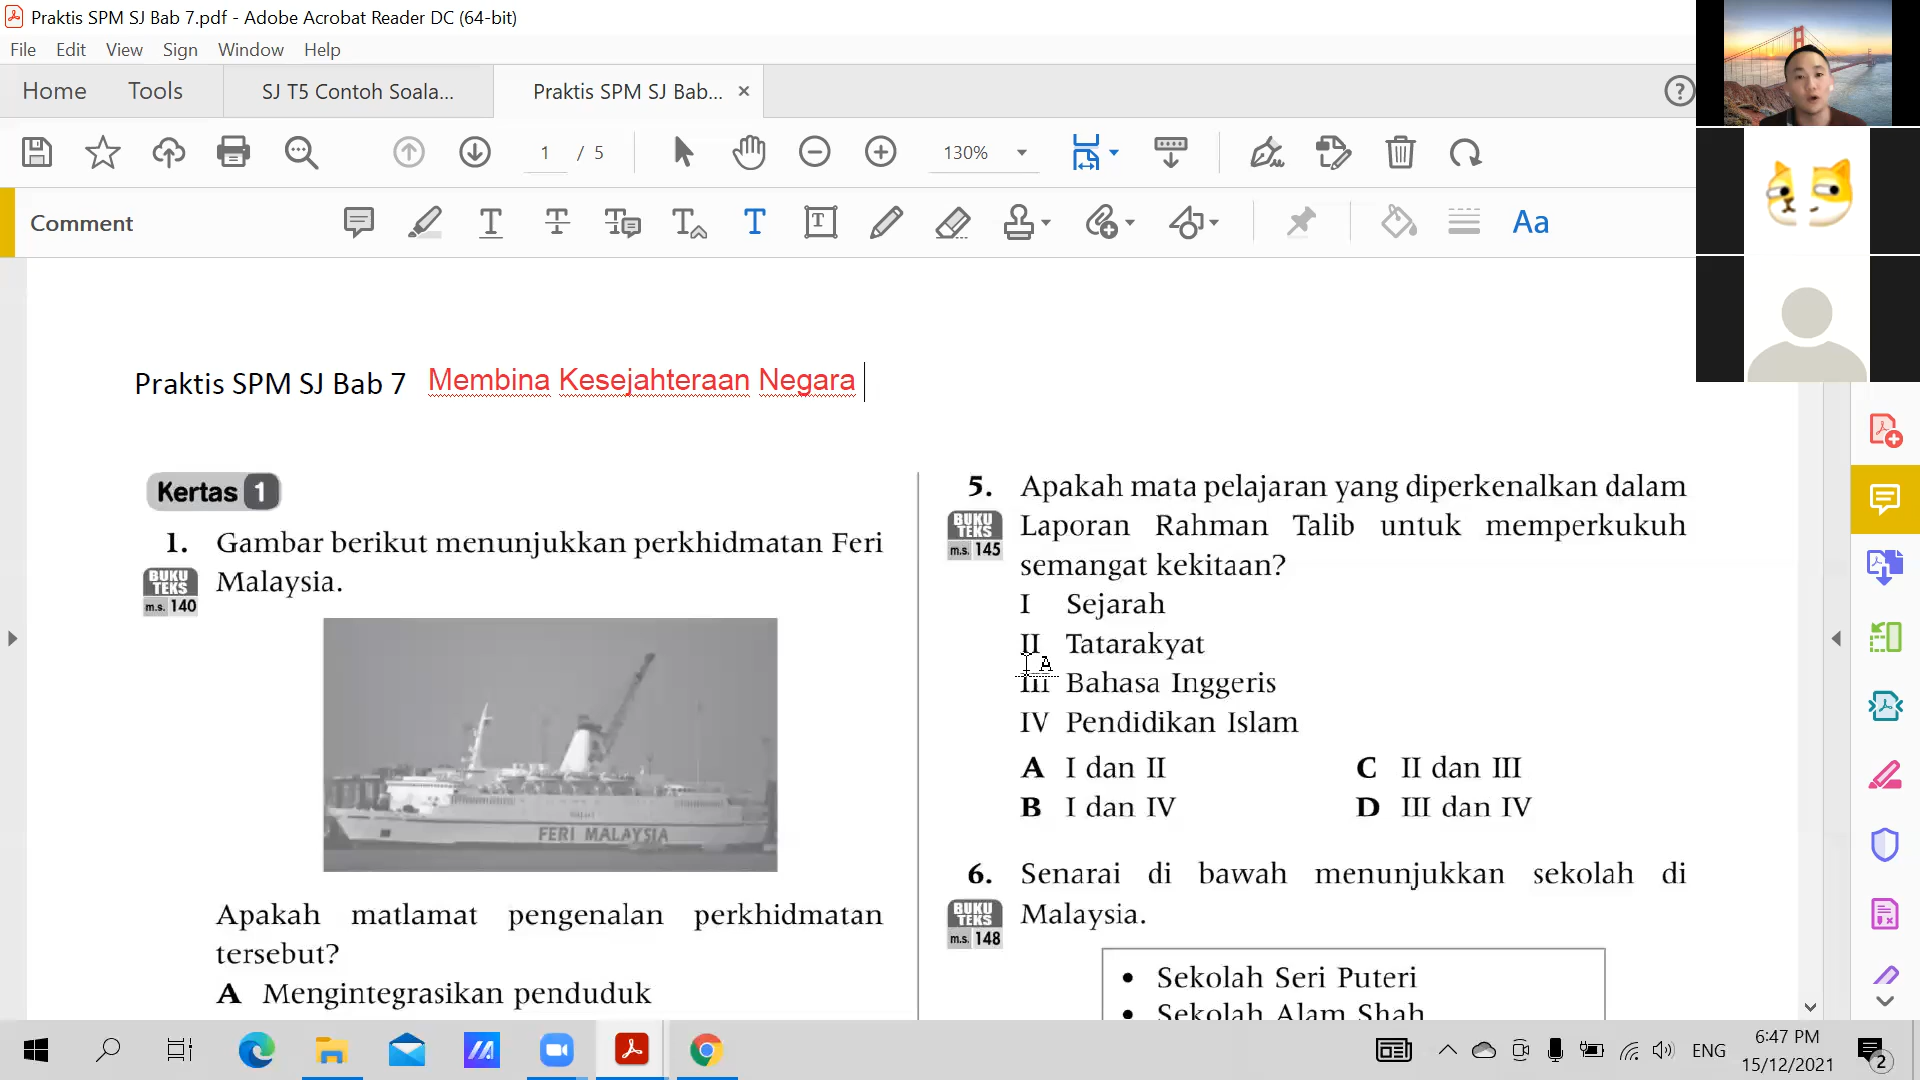 Praktis SPM SJ Bab 7.pdf - Adobe Acrobat Reader DC (64-bit)
File Edit View Sign Window Help
Home Tools SJ T5 Contoh Soala... Praktis SPM SJ Bab... ×
1 / 5 130%
Comment
Praktis SPM SJ Bab 7 Membina Kesejahteraan Negara
Kertas 1
1. Gambar berikut menunjukkan perkhidmatan Feri
BUKU TEKS m.s. 140
Malaysia.
FERI MALAYSIA
Apakah matlamat pengenalan perkhidmatan
tersebut?
A Mengintegrasikan penduduk
5. Apakah mata pelajaran yang diperkenalkan dalam
BUKU TEKS m.s. 145
Laporan Rahman Talib untuk memperkukuh
semangat kekitaan?
I Sejarah
II Tatarakyat
III Bahasa Inggeris
IV Pendidikan Islam
A I dan II C II dan III
B I dan IV D III dan IV
6. Senarai di bawah menunjukkan sekolah di
BUKU TEKS m.s. 148
Malaysia.
• Sekolah Seri Puteri
• Sekolah Alam Shah
ENG
6:47 PM
15/12/2021
2